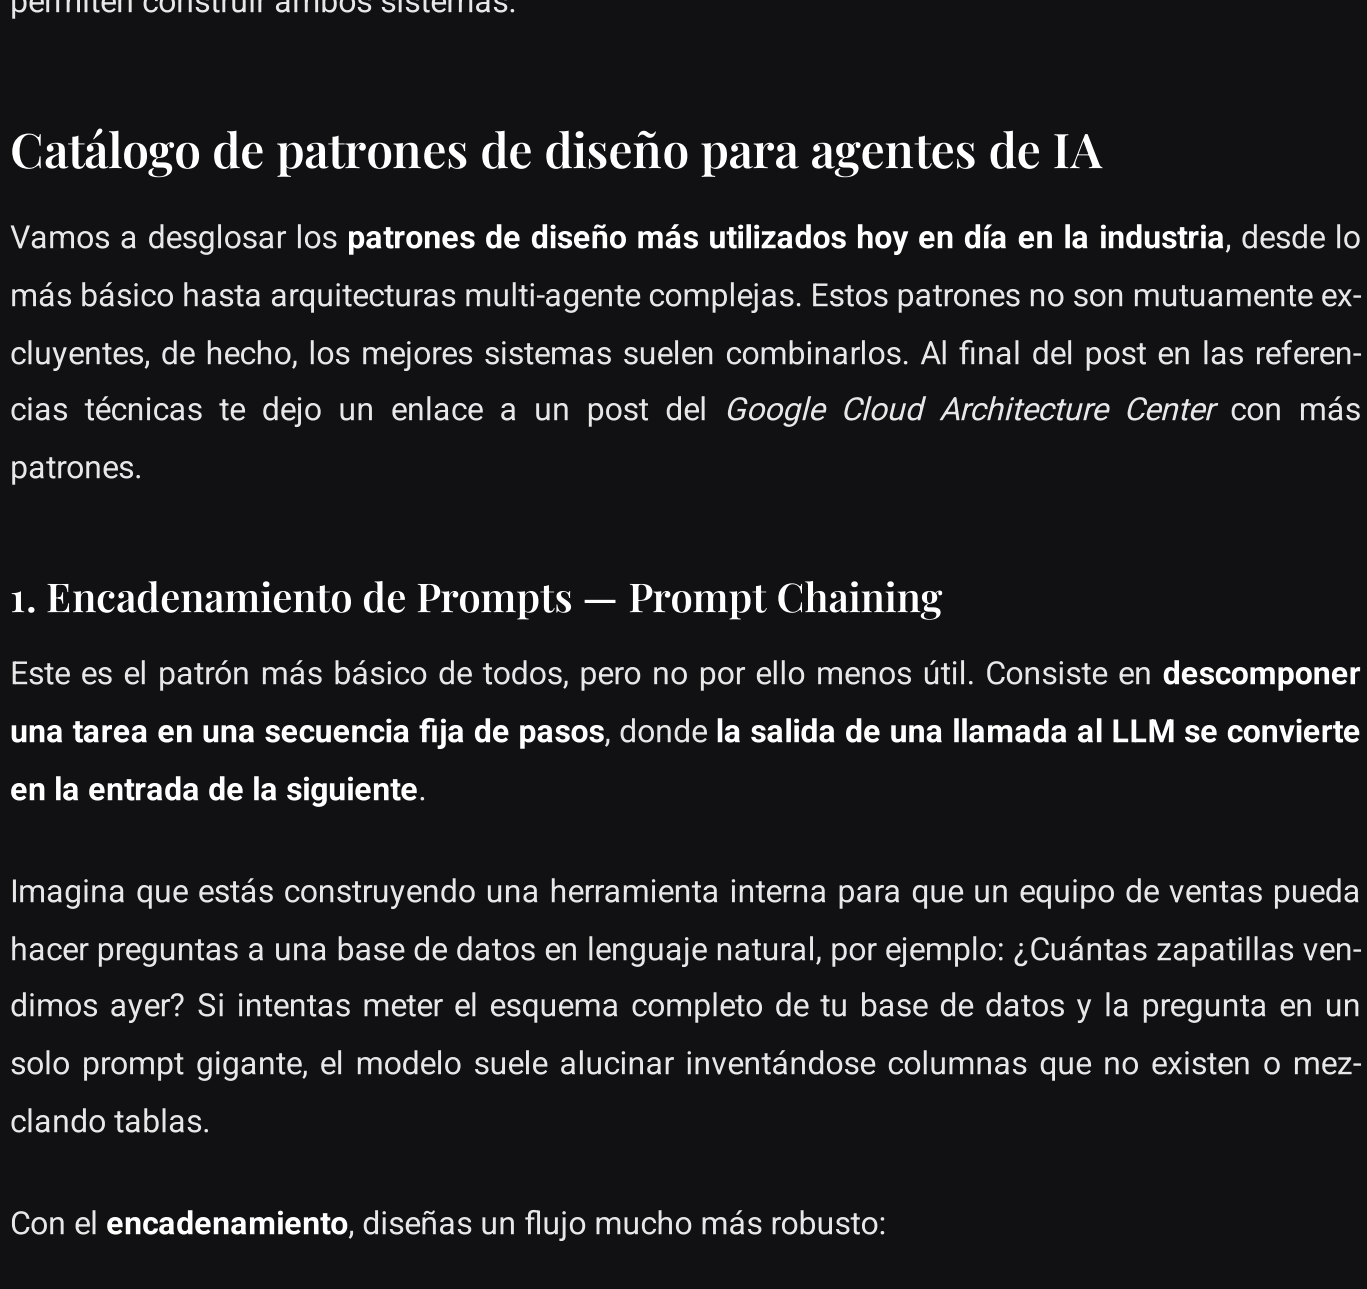 permiten construir ambos sistemas.
Catálogo de patrones de diseño para agentes de IA
Vamos a desglosar los patrones de diseño más utilizados hoy en día en la industria, desde lo
más básico hasta arquitecturas multi-agente complejas. Estos patrones no son mutuamente ex-
cluyentes, de hecho, los mejores sistemas suelen combinarlos. Al final del post en las referen-
cias técnicas te dejo un enlace a un post del Google Cloud Architecture Center con más
patrones.
1. Encadenamiento de Prompts — Prompt Chaining
Este es el patrón más básico de todos, pero no por ello menos útil. Consiste en descomponer
una tarea en una secuencia fija de pasos, donde la salida de una llamada al LLM se convierte
en la entrada de la siguiente.
Imagina que estás construyendo una herramienta interna para que un equipo de ventas pueda
hacer preguntas a una base de datos en lenguaje natural, por ejemplo: ¿Cuántas zapatillas ven-
dimos ayer? Si intentas meter el esquema completo de tu base de datos y la pregunta en un
solo prompt gigante, el modelo suele alucinar inventándose columnas que no existen o mez-
clando tablas.
Con el encadenamiento, diseñas un flujo mucho más robusto: